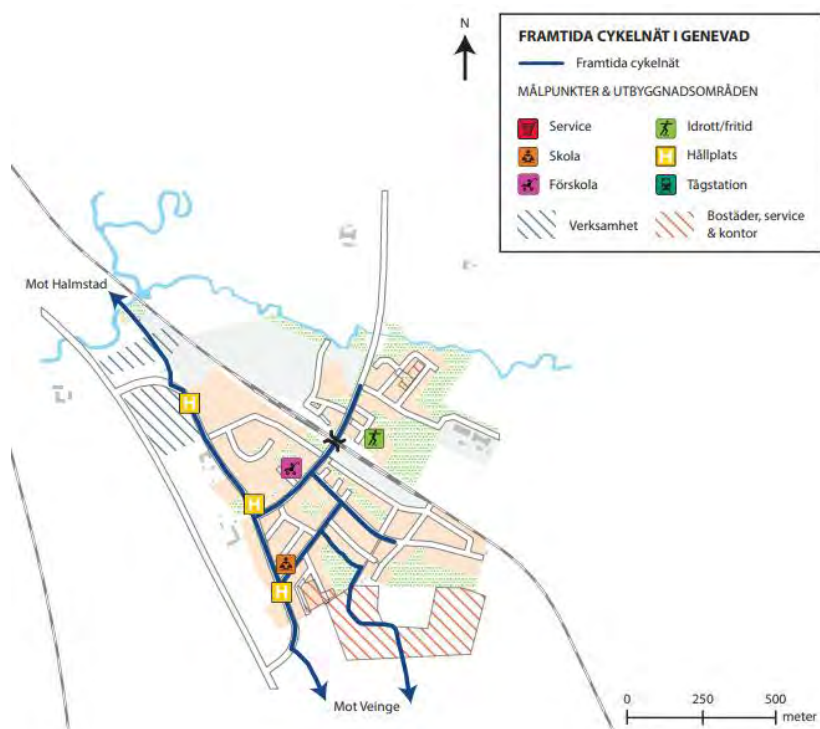 N
FRAMTIDA CYKELNÄT I GENEVAD
Framtida cykelnät
MÅLPUNKTER & UTBYGGNADSOMRÅDEN
Service
Idrott/fritid
Skola
H Hållplats
Förskola
Tågstation
Verksamhet
Bostäder, service
& kontor
Mot Halmstad
H
H
H
Mot Veinge
0 250 500
meter